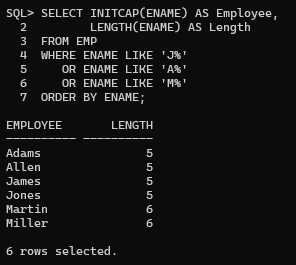 SQL> SELECT INITCAP(ENAME) AS Employee,
  2         LENGTH(ENAME) AS Length
  3  FROM EMP
  4  WHERE ENAME LIKE 'J%'
  5     OR ENAME LIKE 'A%'
  6     OR ENAME LIKE 'M%'
  7  ORDER BY ENAME;

EMPLOYEE       LENGTH
---------- ----------
Adams               5
Allen               5
James               5
Jones               5
Martin              6
Miller              6

6 rows selected.